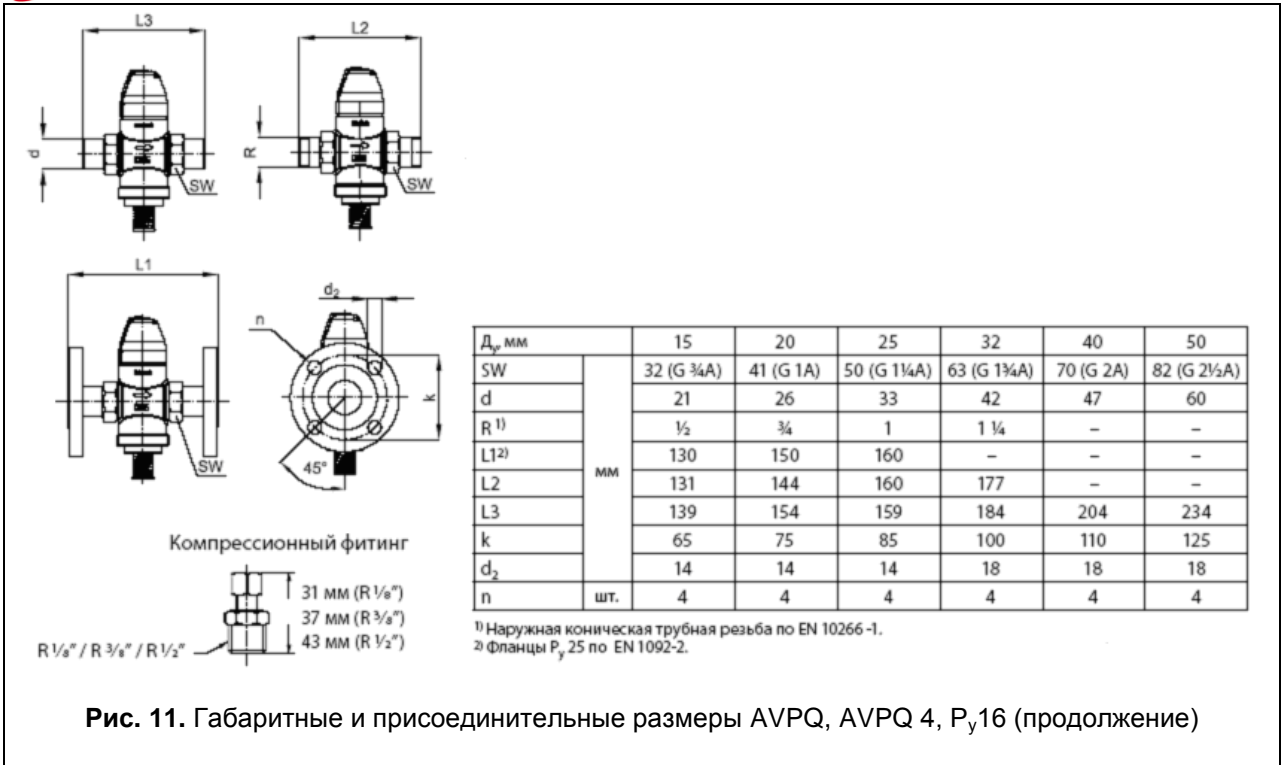 L3
L2
d
R
SW
SW
L1
d₂
n
k
SW
45°
Компрессионный фитинг
31 мм (R ⅛″)
37 мм (R ⅜″)
43 мм (R ½″)
R ⅛″ / R ⅜″ / R ½″
Ду, мм 15 20 25 32 40 50
SW мм 32 (G ¾A) 41 (G 1A) 50 (G 1¼A) 63 (G 1¾A) 70 (G 2A) 82 (G 2½A)
d 21 26 33 42 47 60
R ¹⁾ ½ ¾ 1 1 ¼ – –
L1²⁾ 130 150 160 – – –
L2 131 144 160 177 – –
L3 139 154 159 184 204 234
k 65 75 85 100 110 125
d₂ 14 14 14 18 18 18
n шт. 4 4 4 4 4 4
¹⁾ Наружная коническая трубная резьба по EN 10266 -1.
²⁾ Фланцы Ру 25 по EN 1092-2.
Рис. 11. Габаритные и присоединительные размеры AVPQ, AVPQ 4, Ру16 (продолжение)